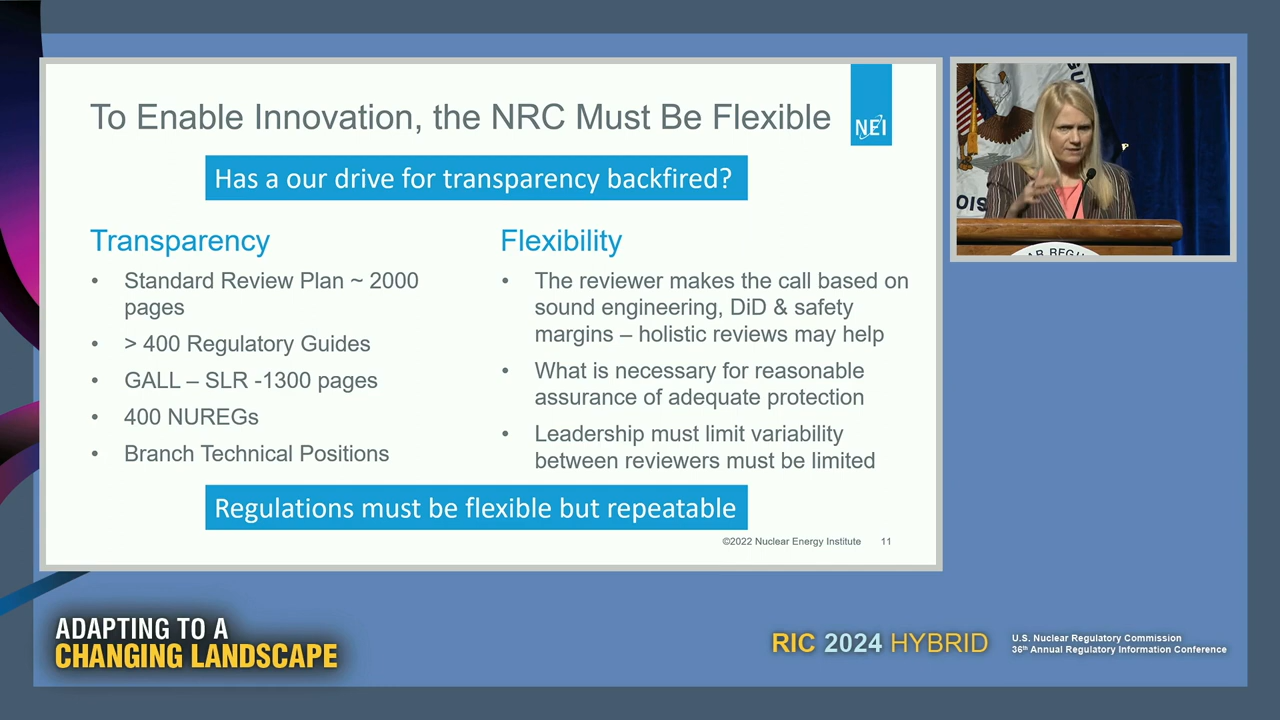 To Enable Innovation, the NRC Must Be Flexible
NEI
Has a our drive for transparency backfired?
Transparency
• Standard Review Plan ~ 2000
pages
• > 400 Regulatory Guides
• GALL – SLR -1300 pages
• 400 NUREGs
• Branch Technical Positions
Flexibility
• The reviewer makes the call based on
sound engineering, DiD & safety
margins – holistic reviews may help
• What is necessary for reasonable
assurance of adequate protection
• Leadership must limit variability
between reviewers must be limited
Regulations must be flexible but repeatable
©2022 Nuclear Energy Institute 11
OIS
AR REGU
ADAPTING TO A
CHANGING LANDSCAPE
RIC 2024 HYBRID
U.S. Nuclear Regulatory Commission
36th Annual Regulatory Information Conference